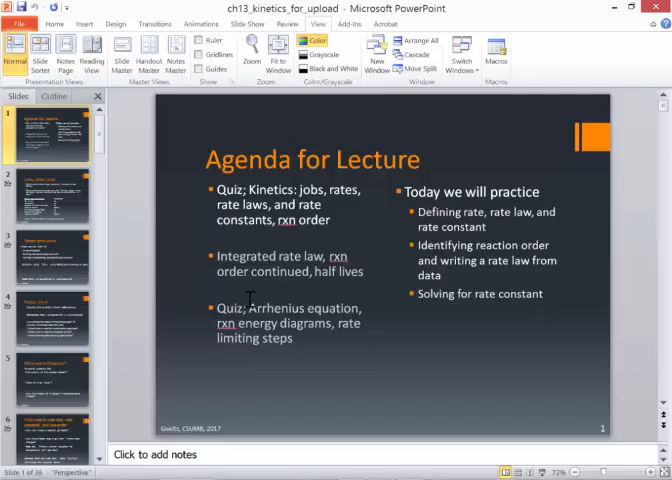 ch13_kinetics_for_upload - Microsoft PowerPoint
File Home Insert Design Transitions Animations Slide Show Review View Add-Ins Acrobat
Normal Slide Sorter Notes Page Reading View Slide Master Handout Master Notes Master Ruler Gridlines Guides Zoom Fit to Window Color Grayscale Black and White New Window Arrange All Cascade Move Split Switch Windows Macros
Presentation Views Master Views Show Zoom Color/Grayscale Window Macros
Slides Outline
1
2
3
4
5
6
Agenda for Lecture
Quiz; Kinetics: jobs, rates,
rate laws, and rate
constants, rxn order
Integrated rate law, rxn
order continued, half lives
Quiz; Arrhenius equation,
rxn energy diagrams, rate
limiting steps
Today we will practice
Defining rate, rate law, and
rate constant
Identifying reaction order
and writing a rate law from
data
Solving for rate constant
Goeltz, CSUMB, 2017
1
Click to add notes
Slide 1 of 36 "Perspective" 72%